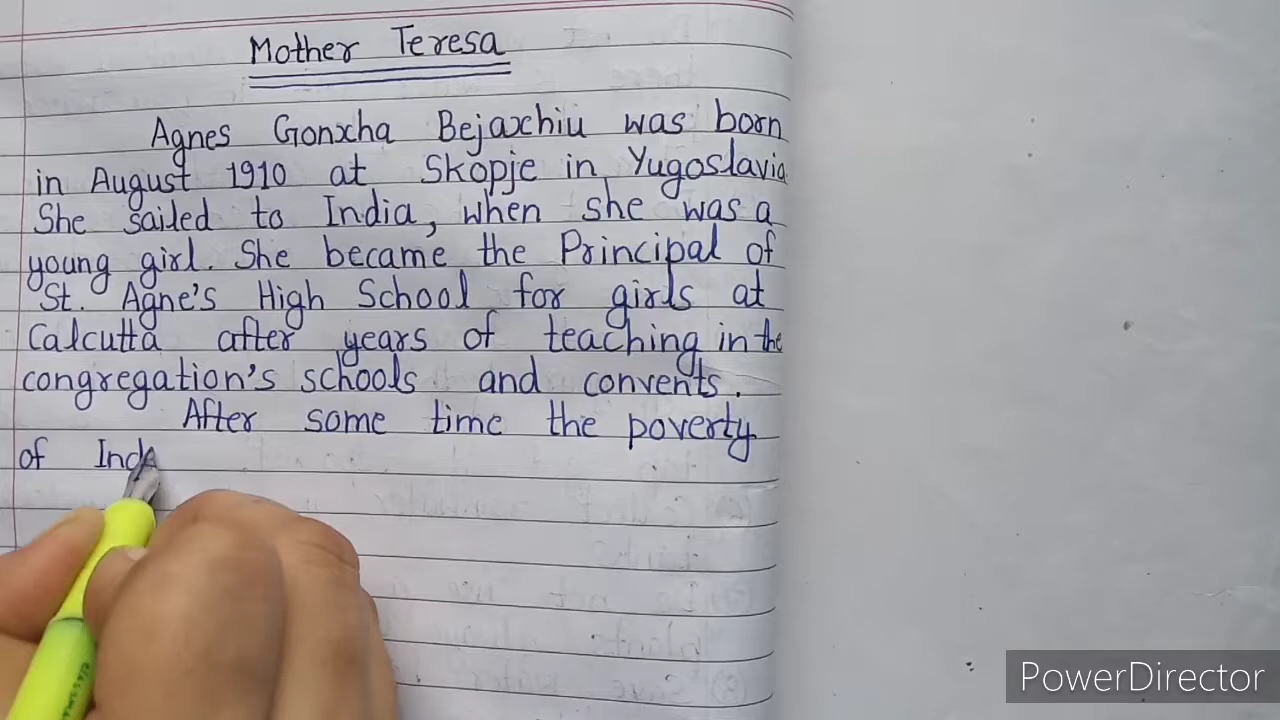 Mother Teresa
Agnes Gonxha Bejaxhiu was born
in August 1910 at Skopje in Yugoslavia
She sailed to India, when she was a
young girl. She became the Principal of
St. Agne's High School for girls at
Calcutta after years of teaching in the
congregation's schools and convents.
After some time the poverty
of Ind
PowerDirector